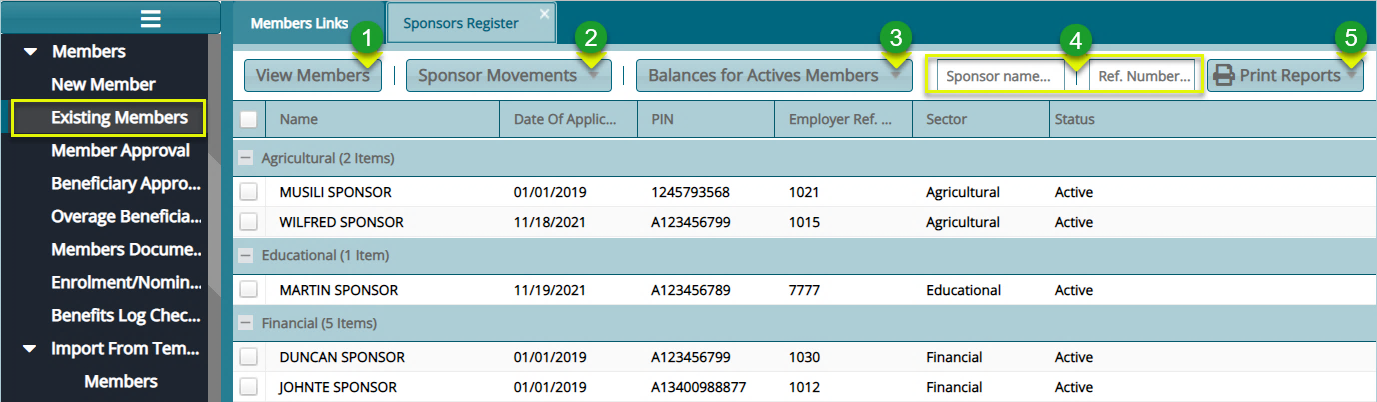 Members Links
Sponsors Register
1
2
3
4
5
Members
New Member
Existing Members
Member Approval
Beneficiary Appro...
Overage Beneficia...
Members Docume...
Enrolment/Nomin...
Benefits Log Chec...
Import From Tem...
Members
View Members | Sponsor Movements | Balances for Actives Members Sponsor name... | Ref. Number... Print Reports
Name Date Of Applic... PIN Employer Ref. ... Sector Status
Agricultural (2 Items)
MUSILI SPONSOR 01/01/2019 1245793568 1021 Agricultural Active
WILFRED SPONSOR 11/18/2021 A123456799 1015 Agricultural Active
Educational (1 Item)
MARTIN SPONSOR 11/19/2021 A123456789 7777 Educational Active
Financial (5 Items)
DUNCAN SPONSOR 01/01/2019 A123456799 1030 Financial Active
JOHNTE SPONSOR 01/01/2019 A13400988877 1012 Financial Active